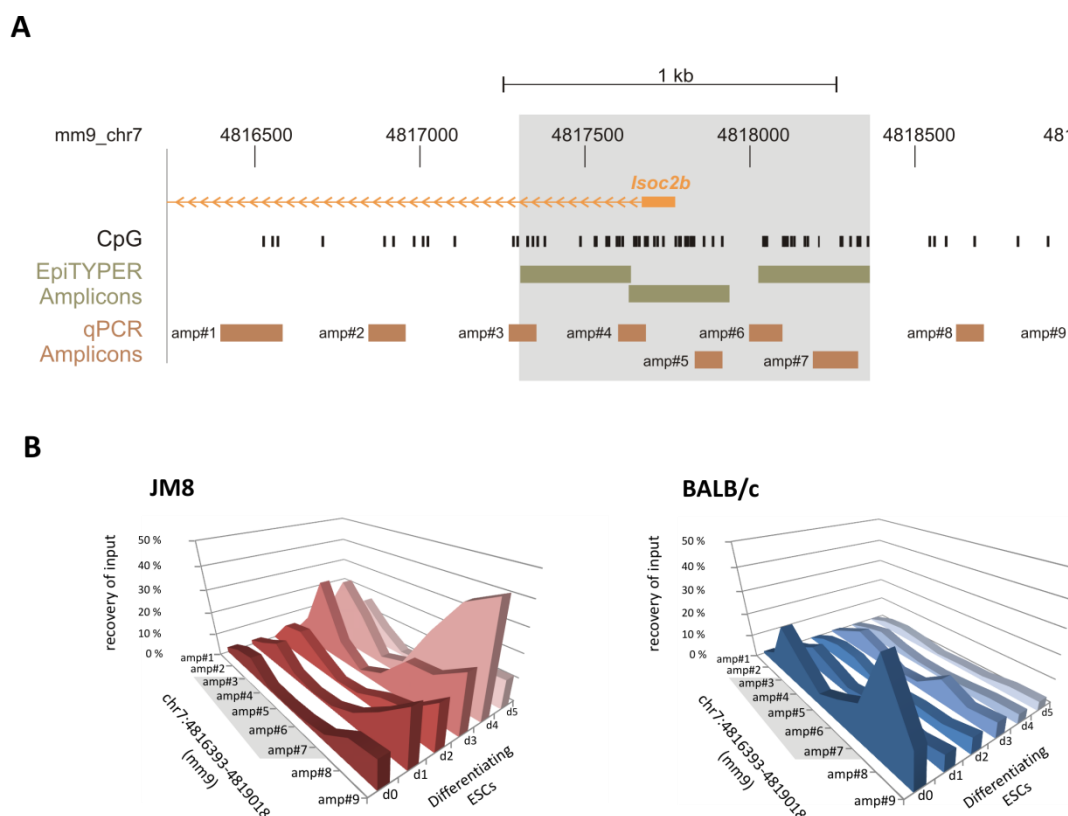 A
1 kb
mm9_chr7
4816500
4817000
4817500
4818000
4818500
481
Isoc2b
CpG
EpiTYPER
Amplicons
qPCR
Amplicons
amp#1
amp#2
amp#3
amp#4
amp#5
amp#6
amp#7
amp#8
amp#9
B
JM8
recovery of input
50 %
40 %
30 %
20 %
10 %
0 %
amp#1
amp#2
amp#3
amp#4
amp#5
amp#6
amp#7
amp#8
amp#9
chr7:4816393-4819018
(mm9)
d0
d1
d2
d3
d4
d5
Differentiating
ESCs
BALB/c
recovery of input
50 %
40 %
30 %
20 %
10 %
0 %
amp#1
amp#2
amp#3
amp#4
amp#5
amp#6
amp#7
amp#8
amp#9
chr7:4816393-4819018
(mm9)
d0
d1
d2
d3
d4
d5
Differentiating
ESCs